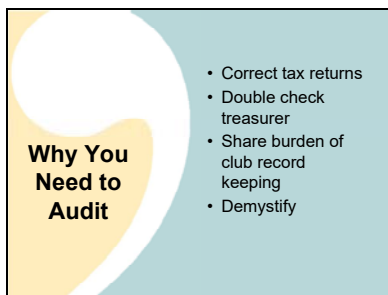 Why You
Need to
Audit
• Correct tax returns
• Double check
treasurer
• Share burden of
club record
keeping
• Demystify